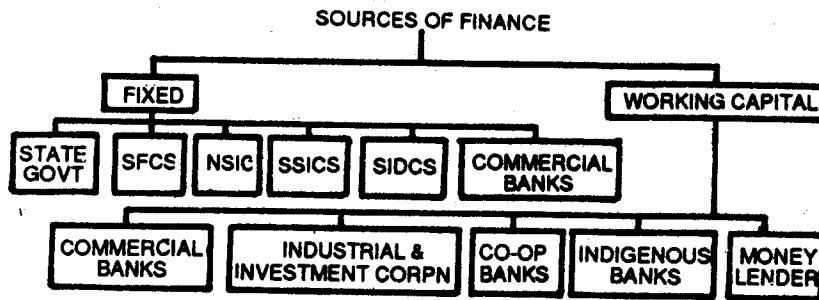 SOURCES OF FINANCE
FIXED
WORKING CAPITAL
STATE
GOVT
SFCS
NSIC
SSICS
SIDCS
COMMERCIAL
BANKS
COMMERCIAL
BANKS
INDUSTRIAL &
INVESTMENT CORPN
CO-OP
BANKS
INDIGENOUS
BANKS
MONEY
LENDER